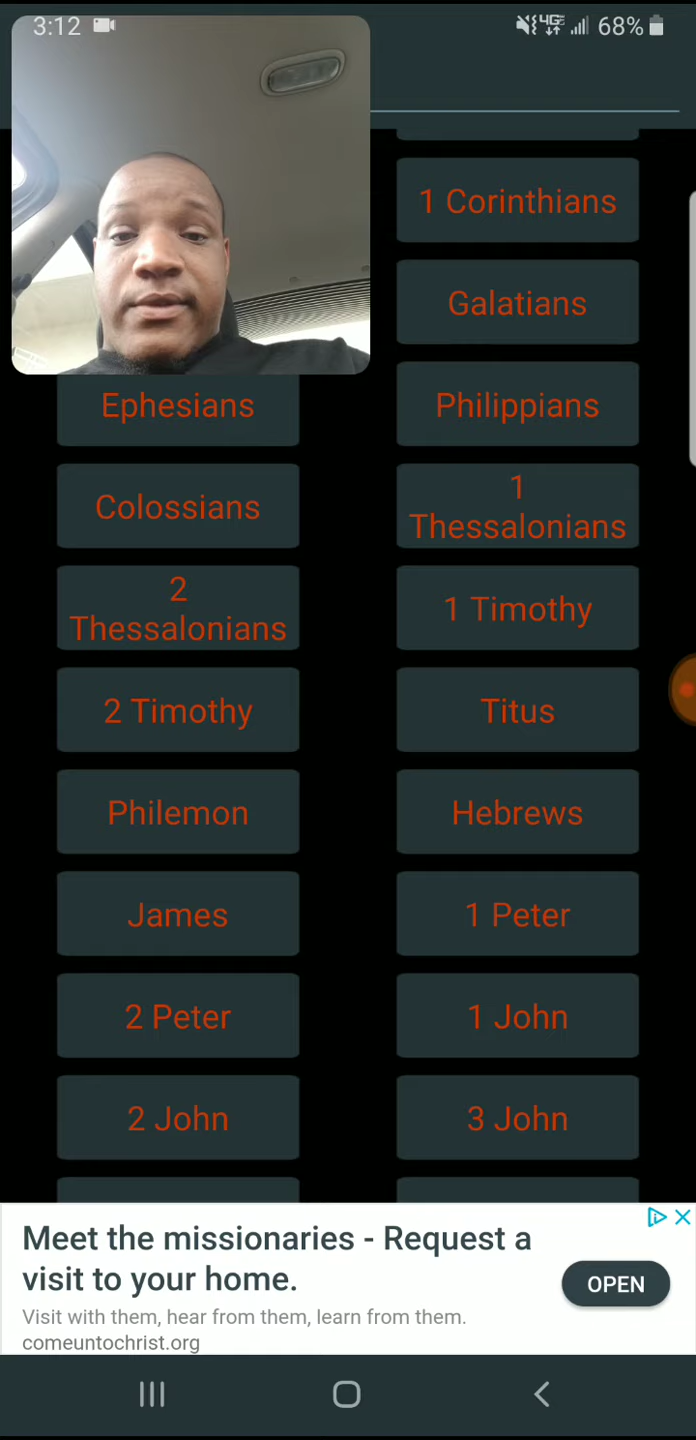 3:12
4G 68%
1 Corinthians
Galatians
Ephesians
Philippians
Colossians
1
Thessalonians
2
Thessalonians
1 Timothy
2 Timothy
Titus
Philemon
Hebrews
James
1 Peter
2 Peter
1 John
2 John
3 John
Meet the missionaries - Request a
visit to your home.
OPEN
Visit with them, hear from them, learn from them.
comeuntochrist.org